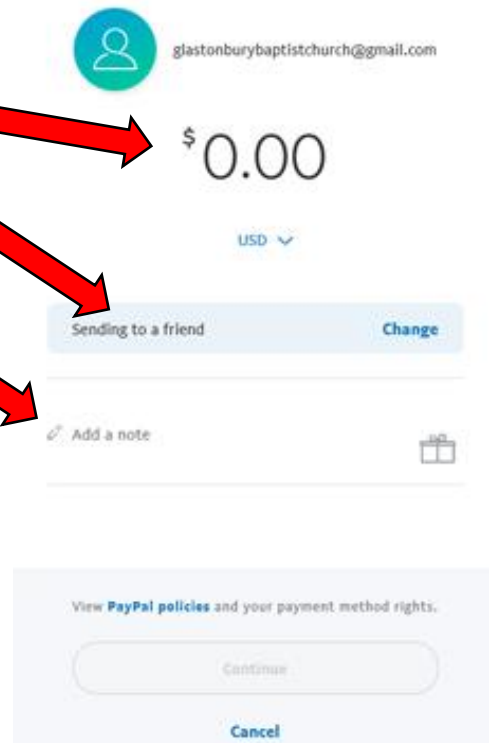 glastonburybaptistchurch@gmail.com
$0.00
USD
Sending to a friend Change
Add a note
View PayPal policies and your payment method rights.
Continue
Cancel